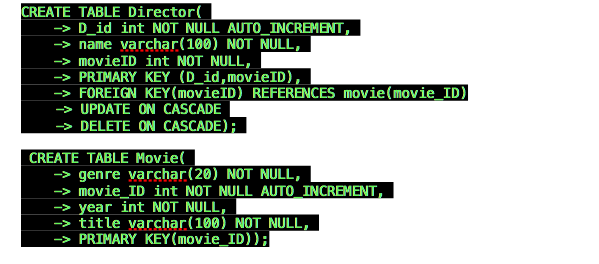 CREATE TABLE Director(
-> D_id int NOT NULL AUTO_INCREMENT,
-> name varchar(100) NOT NULL,
-> movieID int NOT NULL,
-> PRIMARY KEY (D_id,movieID),
-> FOREIGN KEY(movieID) REFERENCES movie(movie_ID)
-> UPDATE ON CASCADE
-> DELETE ON CASCADE);
CREATE TABLE Movie(
-> genre varchar(20) NOT NULL,
-> movie_ID int NOT NULL AUTO_INCREMENT,
-> year int NOT NULL,
-> title varchar(100) NOT NULL,
-> PRIMARY KEY(movie_ID));